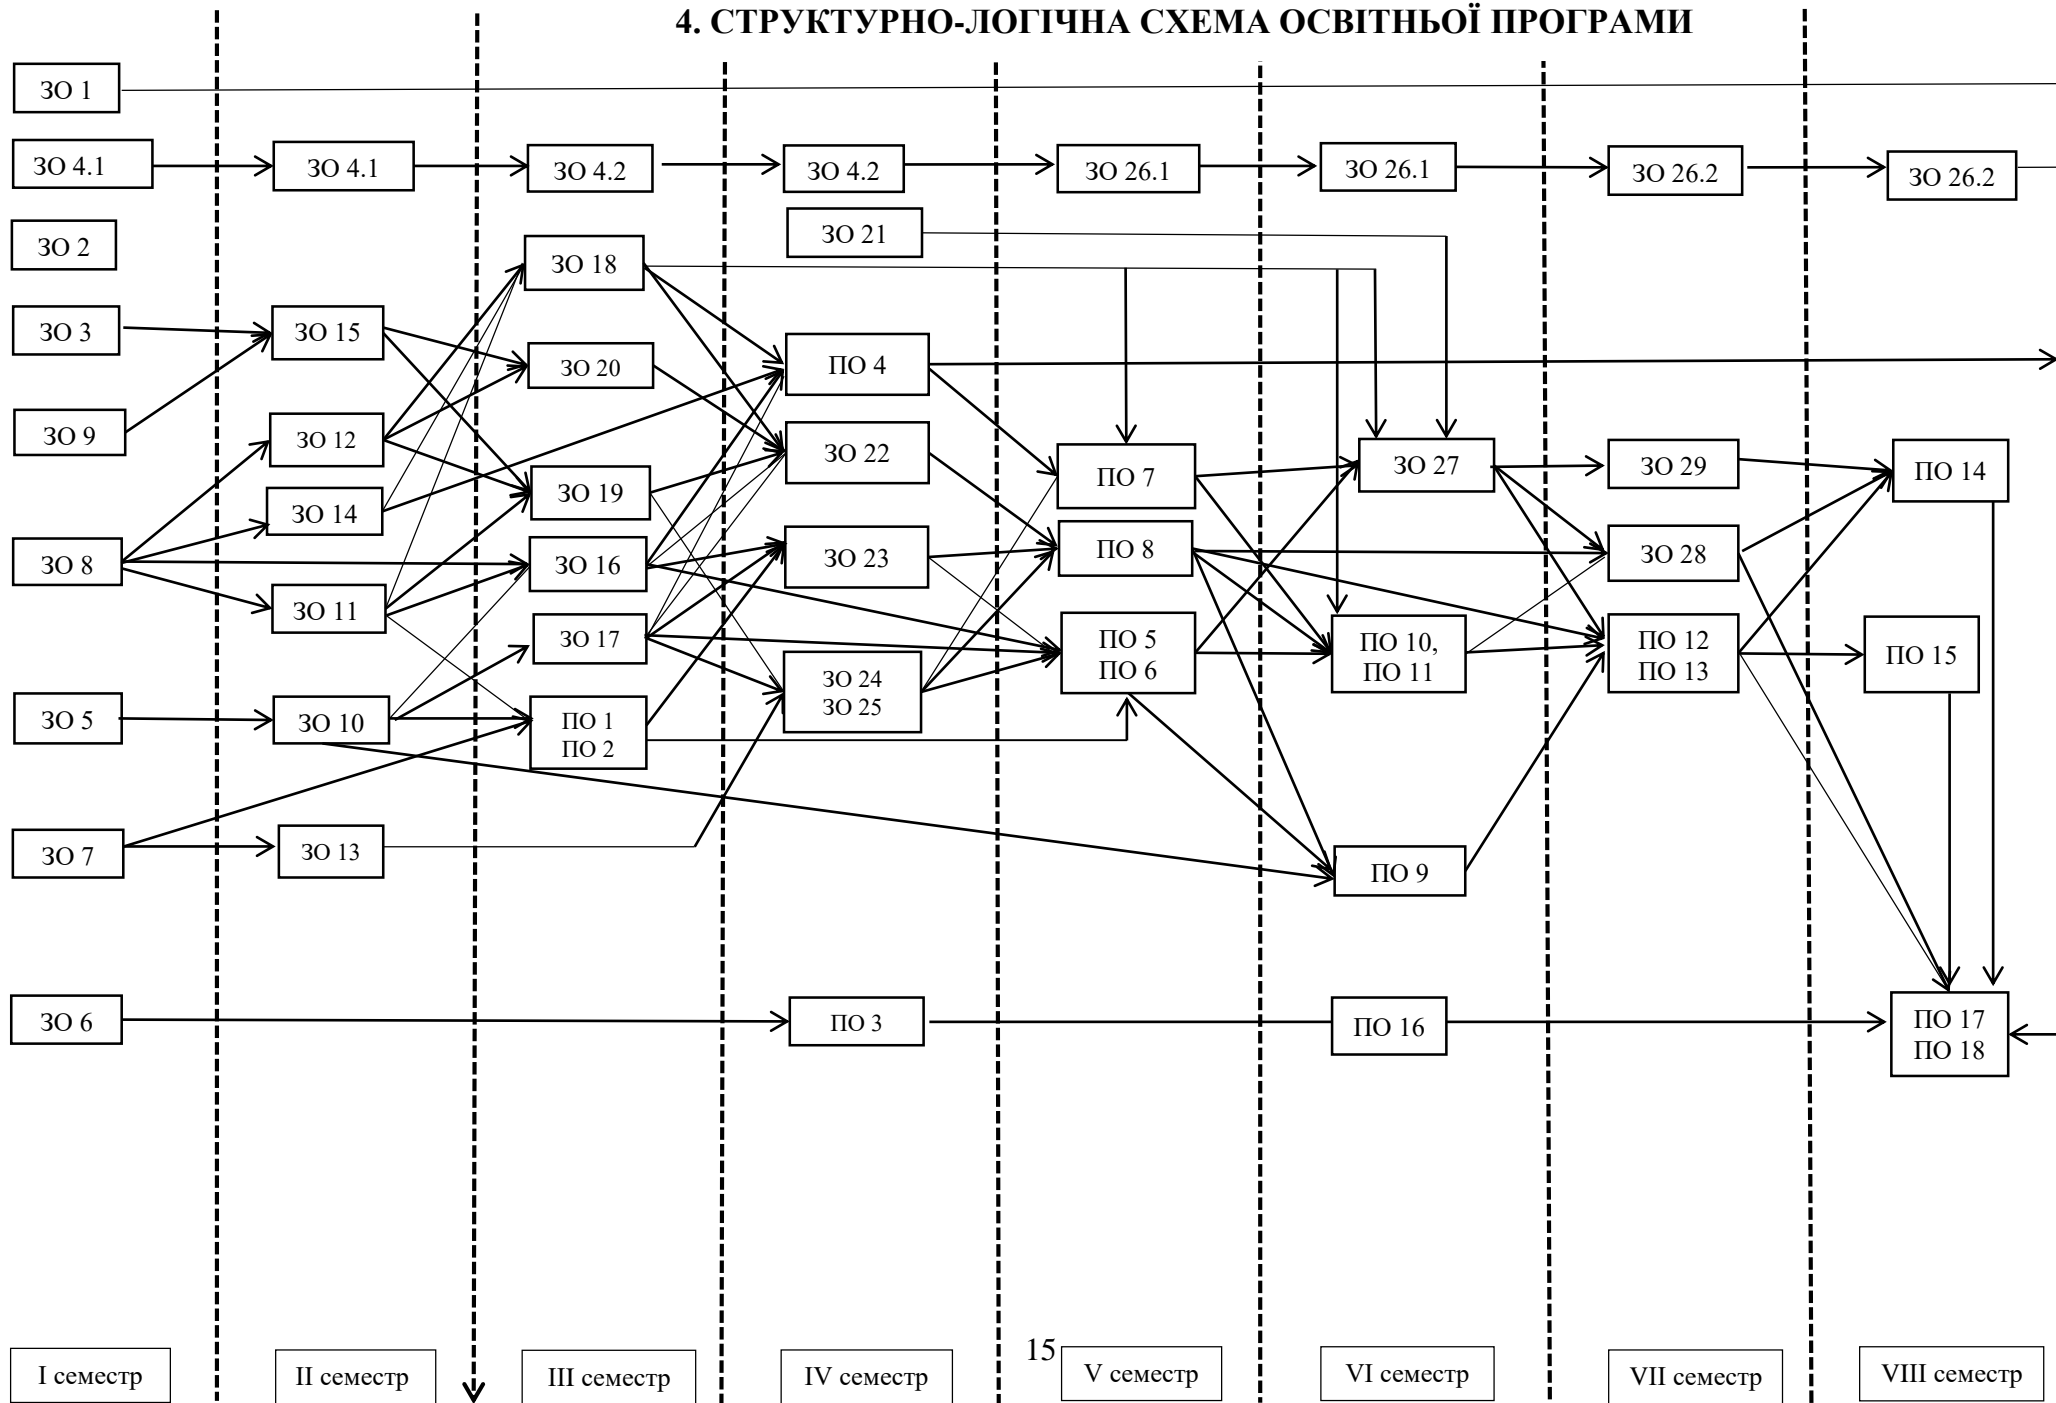 4. СТРУКТУРНО-ЛОГІЧНА СХЕМА ОСВІТНЬОЇ ПРОГРАМИ
ЗО 1
ЗО 4.1
ЗО 4.1
ЗО 4.2
ЗО 4.2
ЗО 26.1
ЗО 26.1
ЗО 26.2
ЗО 26.2
ЗО 2
ЗО 18
ЗО 21
ЗО 3
ЗО 15
ЗО 20
ПО 4
ЗО 9
ЗО 12
ЗО 22
ЗО 27
ЗО 29
ПО 14
ПО 7
ЗО 14
ЗО 19
ЗО 8
ЗО 16
ЗО 23
ПО 8
ЗО 28
ЗО 11
ЗО 17
ПО 5
ПО 6
ПО 10,
ПО 11
ПО 12
ПО 13
ПО 15
ЗО 24
ЗО 25
ЗО 5
ЗО 10
ПО 1
ПО 2
ЗО 7
ЗО 13
ПО 9
ЗО 6
ПО 3
ПО 16
ПО 17
ПО 18
15
I семестр
II семестр
III семестр
IV семестр
V семестр
VI семестр
VII семестр
VIII семестр